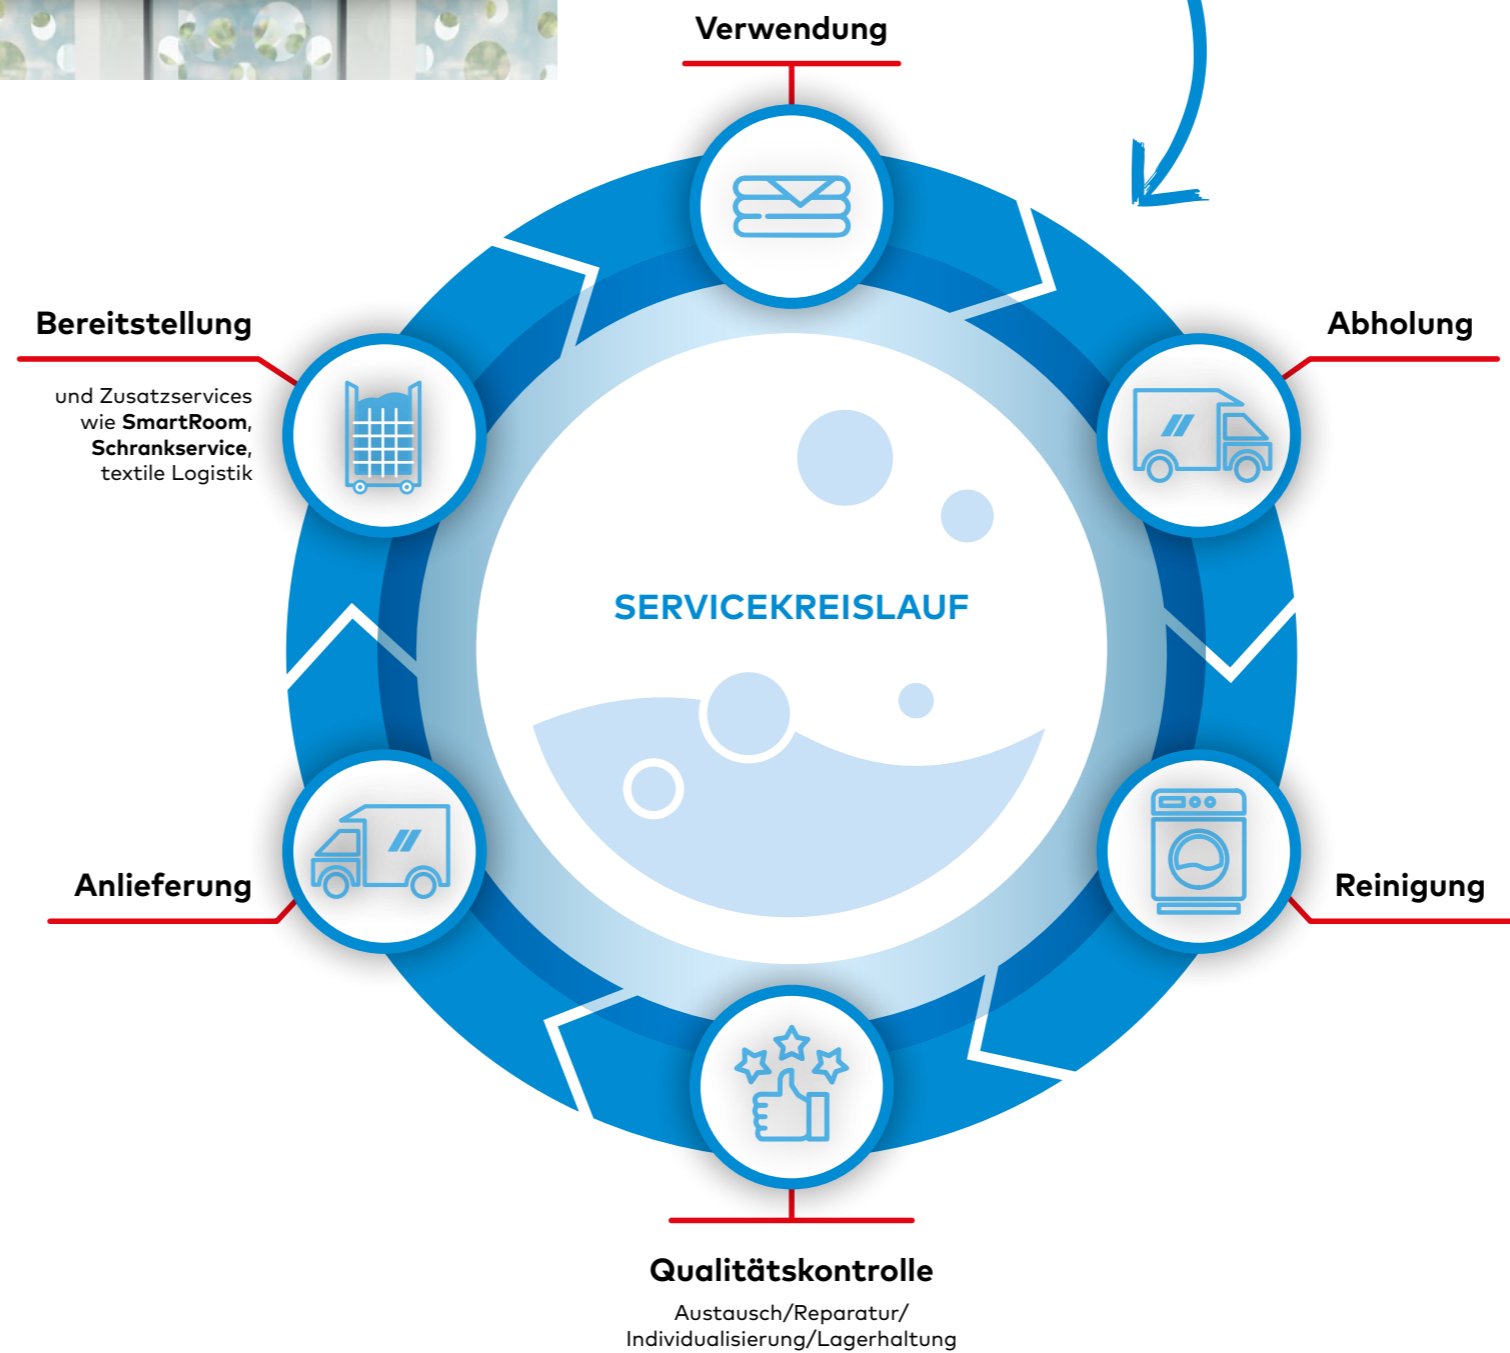 Verwendung
Bereitstellung
und Zusatzservices
wie SmartRoom,
Schrankservice,
textile Logistik
Abholung
SERVICEKREISLAUF
Anlieferung
Reinigung
Qualitätskontrolle
Austausch/Reparatur/
Individualisierung/Lagerhaltung